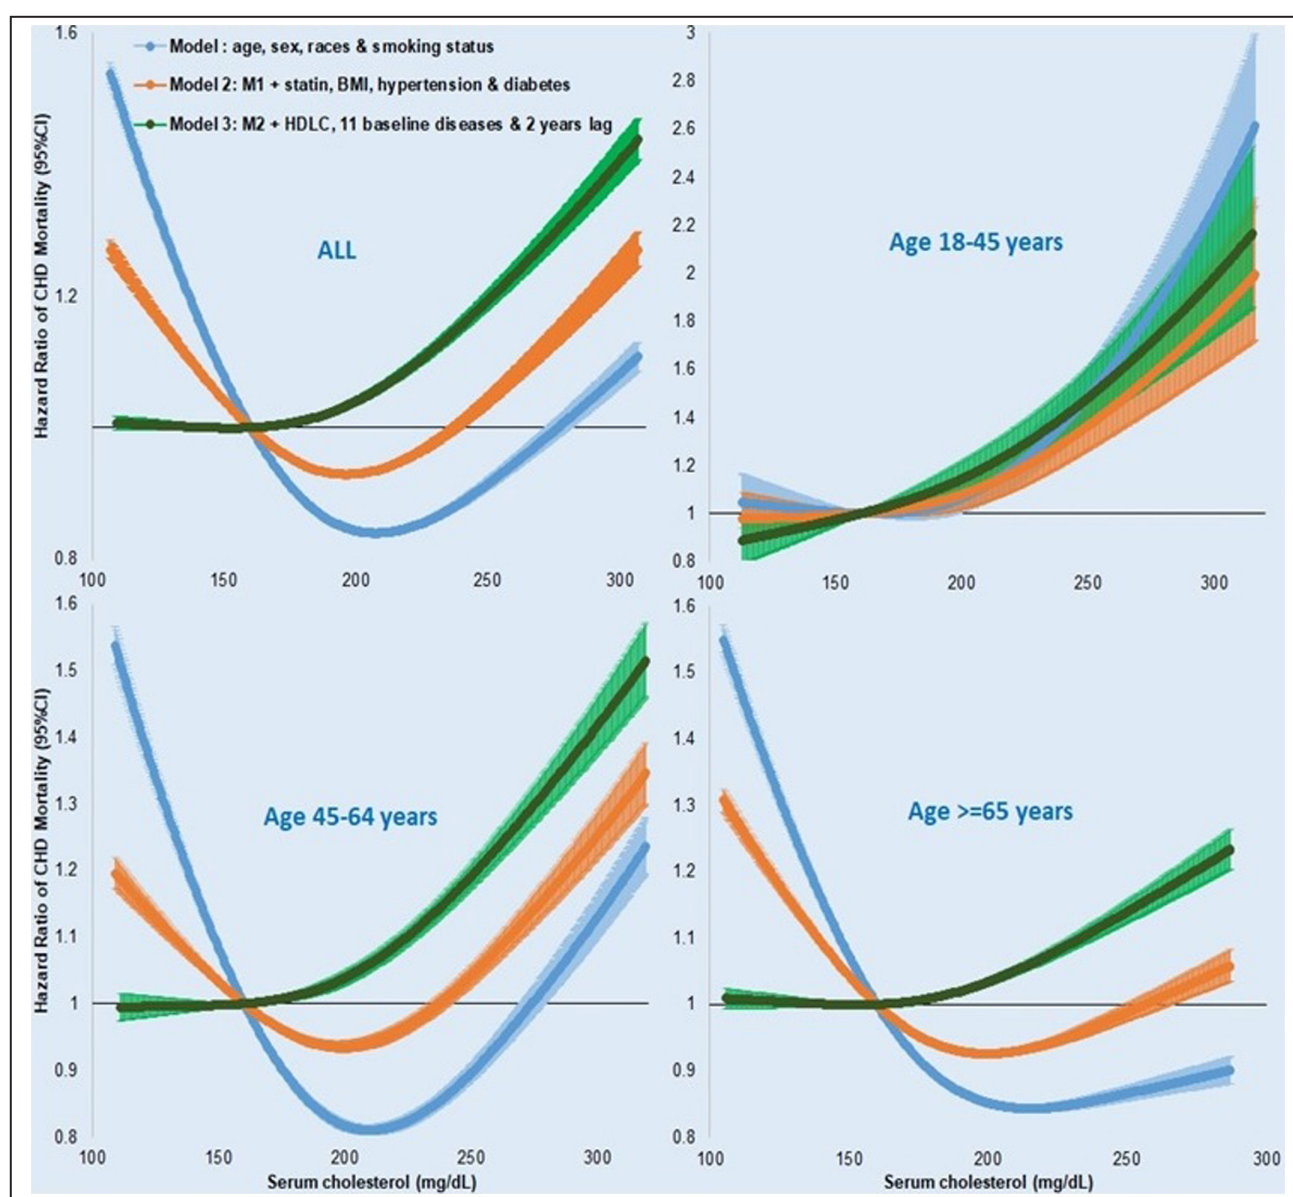 Hazard Ratio of CHD Mortality (95%CI)
1.6
1.2
0.8
Model : age, sex, races & smoking status
Model 2: M1 + statin, BMI, hypertension & diabetes
Model 3: M2 + HDLC, 11 baseline diseases & 2 years lag
ALL
100 150 200 250 300
3
2.8
2.6
2.4
2.2
2
1.8
1.6
1.4
1.2
1
0.8
Age 18-45 years
100 150 200 250 300
Hazard Ratio of CHD Mortality (95%CI)
1.6
1.5
1.4
1.3
1.2
1.1
1
0.9
0.8
Age 45-64 years
100 150 200 250 300
Serum cholesterol (mg/dL)
1.6
1.5
1.4
1.3
1.2
1.1
1
0.9
0.8
Age >=65 years
100 150 200 250 300
Serum cholesterol (mg/dL)